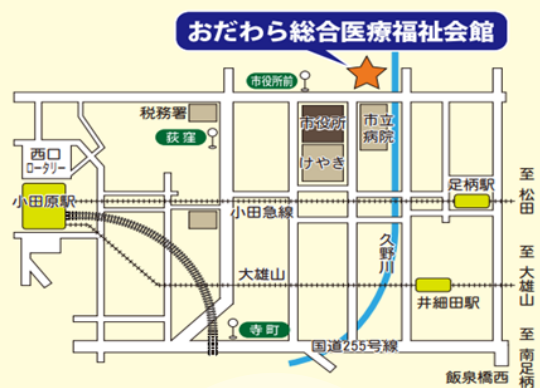 おだわら総合医療福祉会館
市役所前
税務署
市役所
市立
病院
荻窪
けやき
西口
ロータリー
足柄駅
至 松田
小田原駅
小田急線
久野川
大雄山
至 大雄山
井細田駅
寺町
国道255号線
至 南足柄
飯泉橋西